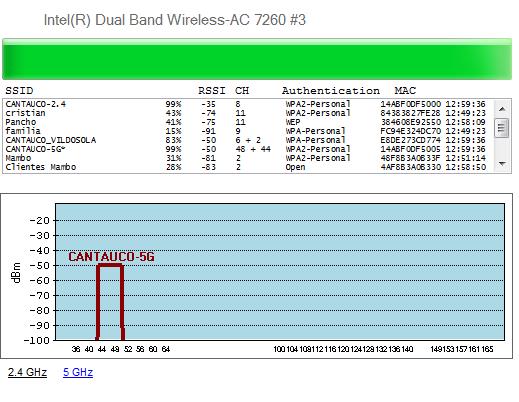 Intel(R) Dual Band Wireless-AC 7260 #3
SSID RSSI CH Authentication MAC
CANTAUCO-2.4 99% -35 8 WPA2-Personal 14ABF0DF5000 12:59:36
cristian 43% -74 11 WPA2-Personal 84383827FE28 12:49:23
Pancho 41% -75 11 WEP 384608E92550 12:58:09
familia 15% -91 9 WPA-Personal FC94E324DC70 12:49:23
CANTAUCO_VILDOSOLA 83% -50 6 + 2 WPA2-Personal E8DE273CD774 12:59:36
CANTAUCO-5G* 99% -50 48 + 44 WPA2-Personal 14ABF0DF5005 12:59:36
Mambo 31% -81 2 WPA2-Personal 48F8B3A0B33F 12:51:14
Clientes Mambo 28% -83 2 Open 4AF8B3A0B330 12:58:50
-20
-30
-40
CANTAUCO-5G
-50
-60
dBm
-70
-80
-90
-100
36 40 44 48 52 56 60 64 100 104 108 112 116 120 124 128 132 136 140 149 153 157 161 165
2.4 GHz 5 GHz